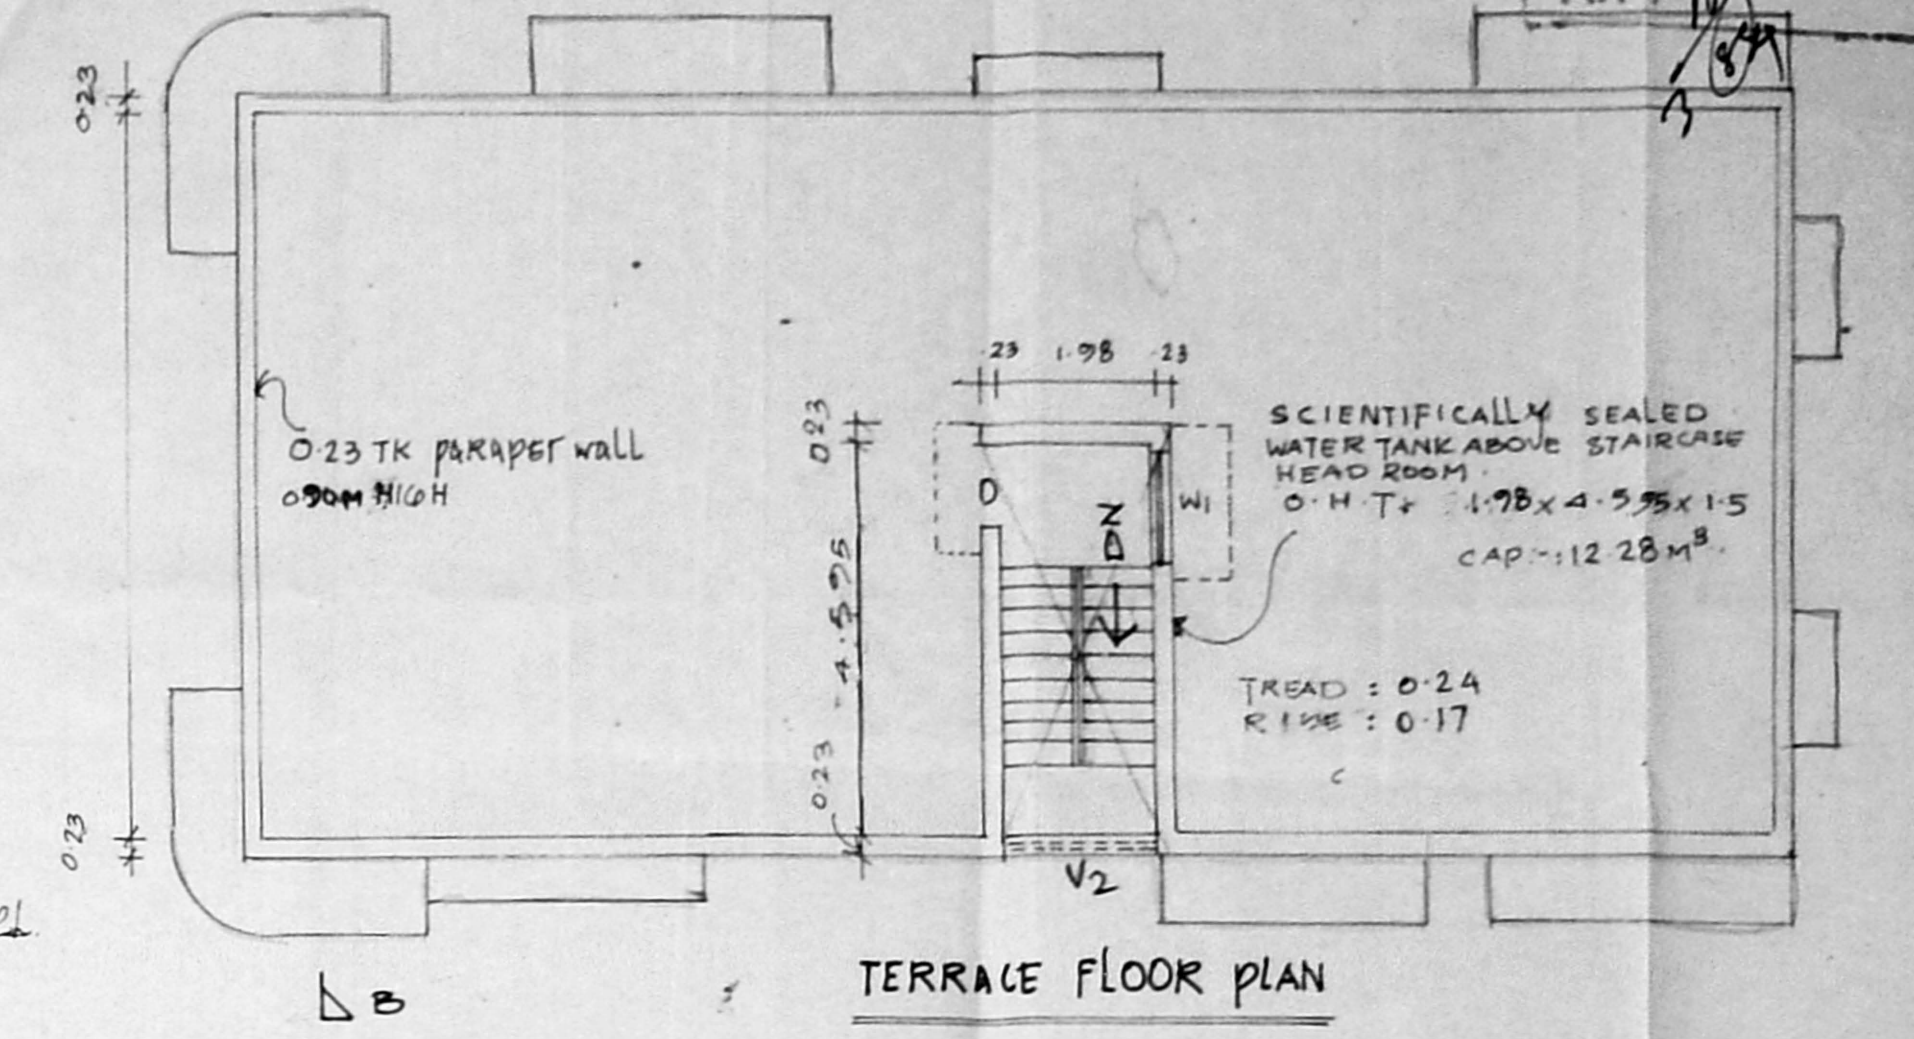 0.23
.23 1.98 .23
0.23
SCIENTIFICALLY SEALED
WATER TANK ABOVE STAIRCASE
HEAD ROOM.
O.H.T: 1.98 x 4.595 x 1.5
CAP:-:12.28 M3.
0.23 TK PARAPET wall
0.90M HIGH
D
DN
W1
4.595
TREAD : 0.24
RISE : 0.17
0.23
0.23
V2
TERRACE FLOOR PLAN
B